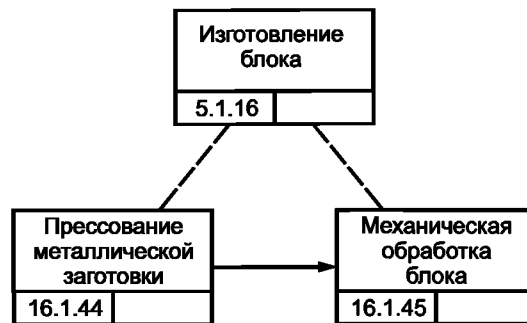 Изготовление
блока
5.1.16
Прессование
металлической
заготовки
16.1.44
Механическая
обработка
блока
16.1.45